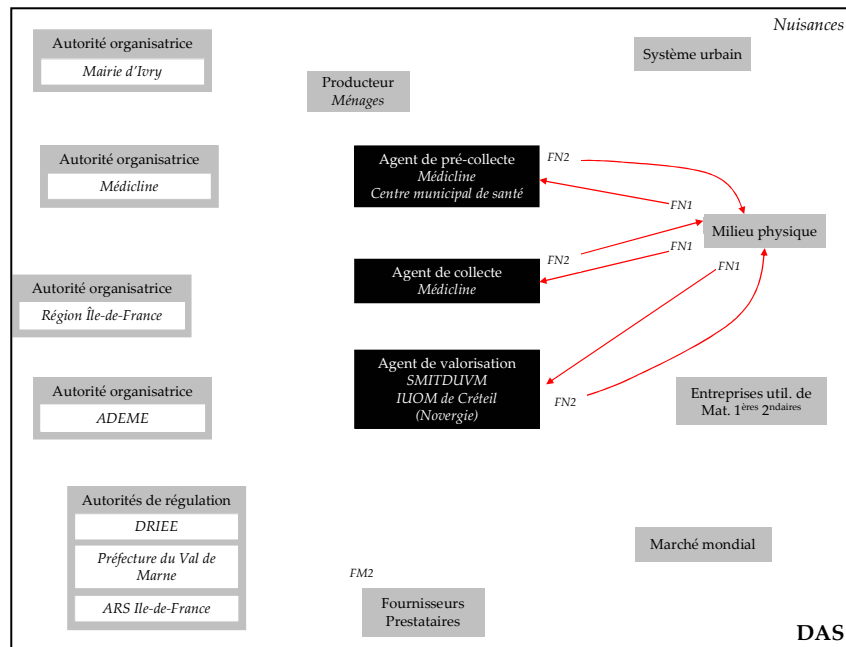 Nuisances
Autorité organisatrice
Mairie d'Ivry
Système urbain
Producteur
Ménages
Autorité organisatrice
Médicline
Agent de pré-collecte
Médicline
Centre municipal de santé
FN2
FN1
Milieu physique
Agent de collecte
Médicline
FN2
FN1
FN1
Autorité organisatrice
Région Île-de-France
Agent de valorisation
SMITDUVM
IUOM de Créteil
(Novergie)
FN2
Autorité organisatrice
ADEME
Entreprises util. de
Mat. 1ères 2ndaires
Autorités de régulation
DRIEE
Préfecture du Val de
Marne
ARS Ile-de-France
Marché mondial
FM2
Fournisseurs
Prestataires
DAS